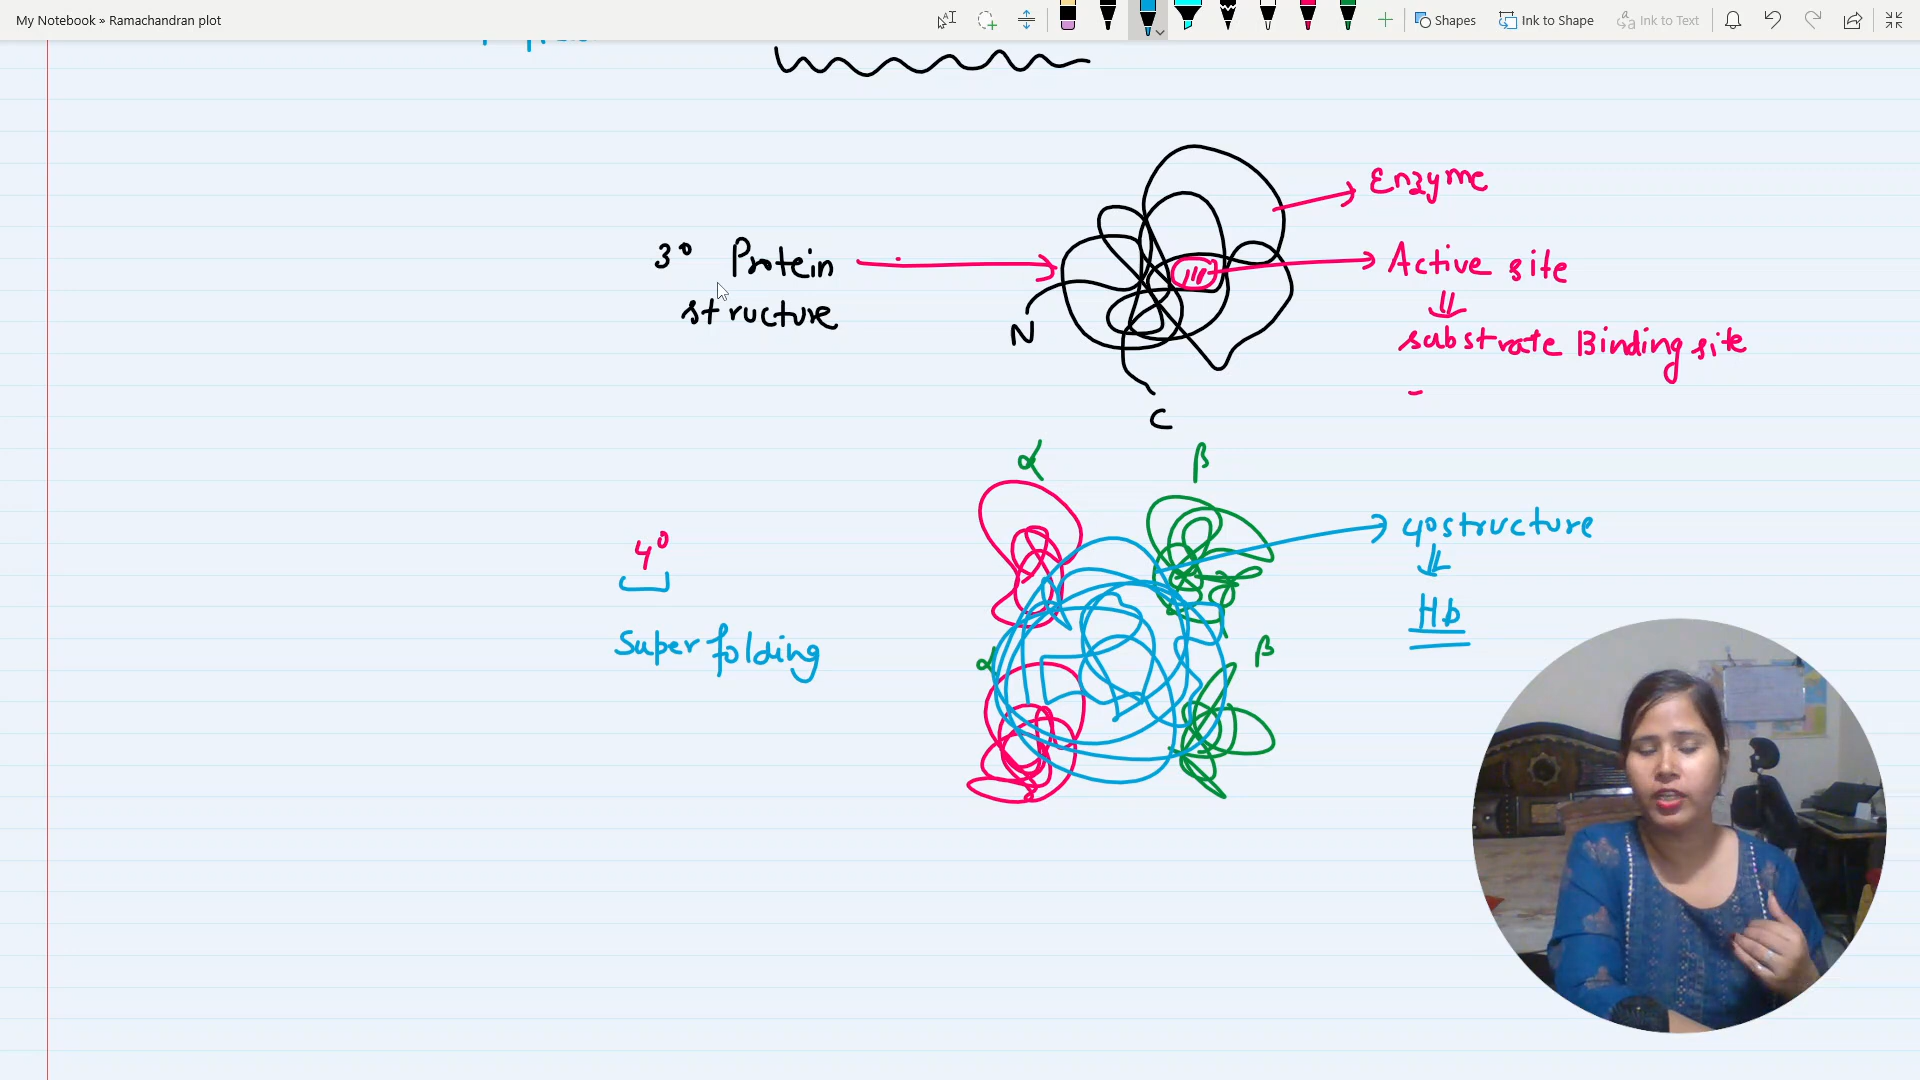 My Notebook » Ramachandran plot
Shapes
Ink to Shape
Ink to Text
Enzyme
3° Protein
structure
Active site
substrate Binding site
N
C
α
β
4° structure
4°
Hb
Super folding
α
β